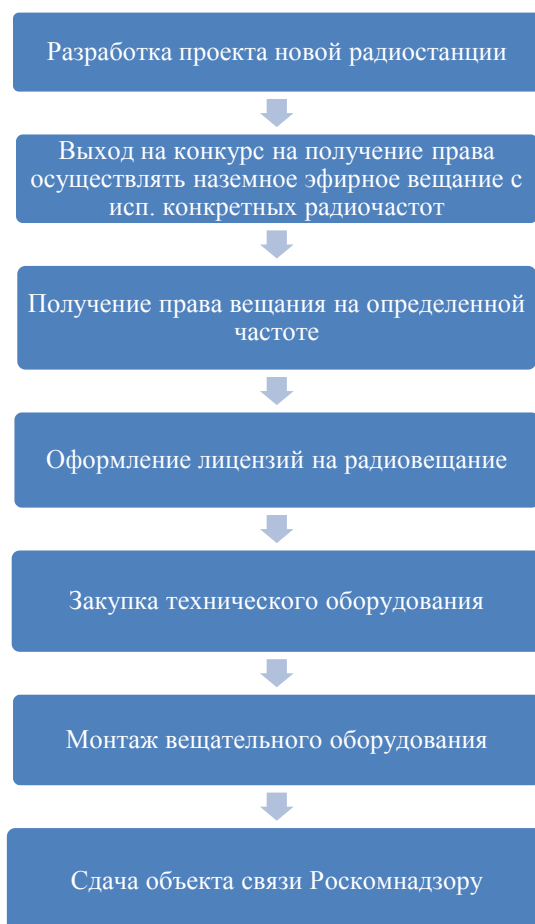 Разработка проекта новой радиостанции
Выход на конкурс на получение права
осуществлять наземное эфирное вещание с
исп. конкретных радиочастот
Получение права вещания на определенной
частоте
Оформление лицензий на радиовещание
Закупка технического оборудования
Монтаж вещательного оборудования
Сдача объекта связи Роскомнадзору